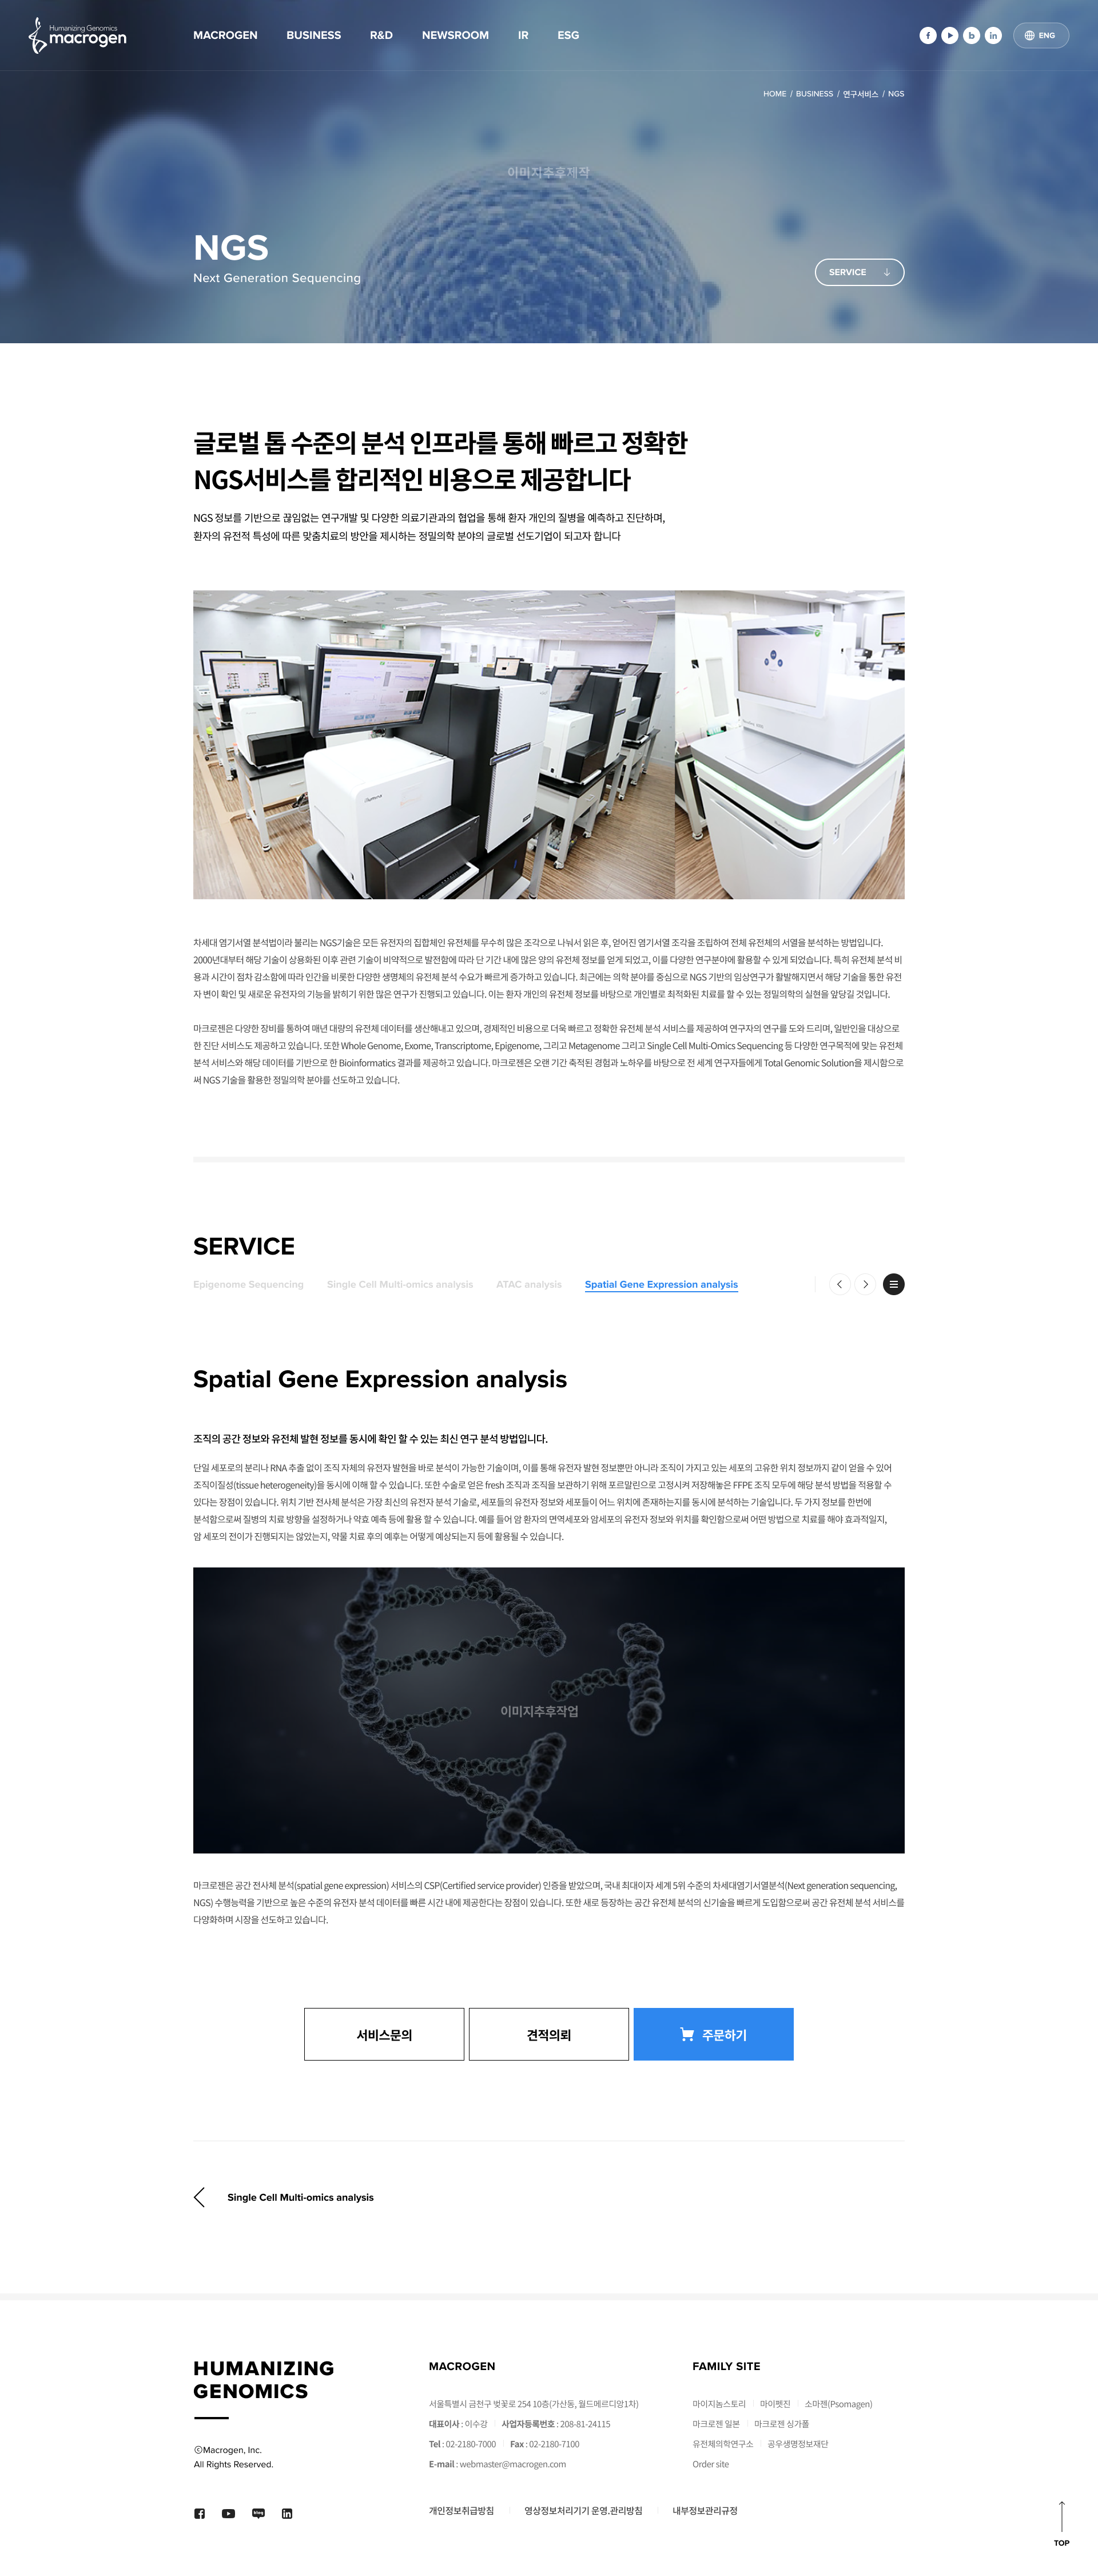 Humanizing Genomics
macrogen
MACROGEN BUSINESS R&D NEWSROOM IR ESG
ENG
HOME / BUSINESS / 연구서비스 / NGS
이미지추후제작
NGS
Next Generation Sequencing
SERVICE
글로벌 톱 수준의 분석 인프라를 통해 빠르고 정확한
NGS서비스를 합리적인 비용으로 제공합니다
NGS 정보를 기반으로 끊임없는 연구개발 및 다양한 의료기관과의 협업을 통해 환자 개인의 질병을 예측하고 진단하며,
환자의 유전적 특성에 따른 맞춤치료의 방안을 제시하는 정밀의학 분야의 글로벌 선도기업이 되고자 합니다
차세대 염기서열 분석법이라 불리는 NGS기술은 모든 유전자의 집합체인 유전체를 무수히 많은 조각으로 나눠서 읽은 후, 얻어진 염기서열 조각을 조립하여 전체 유전체의 서열을 분석하는 방법입니다.
2000년대부터 해당 기술이 상용화된 이후 관련 기술이 비약적으로 발전함에 따라 단 기간 내에 많은 양의 유전체 정보를 얻게 되었고, 이를 다양한 연구분야에 활용할 수 있게 되었습니다. 특히 유전체 분석 비
용과 시간이 점차 감소함에 따라 인간을 비롯한 다양한 생명체의 유전체 분석 수요가 빠르게 증가하고 있습니다. 최근에는 의학 분야를 중심으로 NGS 기반의 임상연구가 활발해지면서 해당 기술을 통한 유전
자 변이 확인 및 새로운 유전자의 기능을 밝히기 위한 많은 연구가 진행되고 있습니다. 이는 환자 개인의 유전체 정보를 바탕으로 개인별로 최적화된 치료를 할 수 있는 정밀의학의 실현을 앞당길 것입니다.
마크로젠은 다양한 장비를 통하여 매년 대량의 유전체 데이터를 생산해내고 있으며, 경제적인 비용으로 더욱 빠르고 정확한 유전체 분석 서비스를 제공하여 연구자의 연구를 도와 드리며, 일반인을 대상으로
한 진단 서비스도 제공하고 있습니다. 또한 Whole Genome, Exome, Transcriptome, Epigenome, 그리고 Metagenome 그리고 Single Cell Multi-Omics Sequencing 등 다양한 연구목적에 맞는 유전체
분석 서비스와 해당 데이터를 기반으로 한 Bioinformatics 결과를 제공하고 있습니다. 마크로젠은 오랜 기간 축적된 경험과 노하우를 바탕으로 전 세계 연구자들에게 Total Genomic Solution을 제시함으로
써 NGS 기술을 활용한 정밀의학 분야를 선도하고 있습니다.
SERVICE
Epigenome Sequencing Single Cell Multi-omics analysis ATAC analysis Spatial Gene Expression analysis
Spatial Gene Expression analysis
조직의 공간 정보와 유전체 발현 정보를 동시에 확인 할 수 있는 최신 연구 분석 방법입니다.
단일 세포로의 분리나 RNA 추출 없이 조직 자체의 유전자 발현을 바로 분석이 가능한 기술이며, 이를 통해 유전자 발현 정보뿐만 아니라 조직이 가지고 있는 세포의 고유한 위치 정보까지 같이 얻을 수 있어
조직이질성(tissue heterogeneity)을 동시에 이해 할 수 있습니다. 또한 수술로 얻은 fresh 조직과 조직을 보관하기 위해 포르말린으로 고정시켜 저장해놓은 FFPE 조직 모두에 해당 분석 방법을 적용할 수
있다는 장점이 있습니다. 위치 기반 전사체 분석은 가장 최신의 유전자 분석 기술로, 세포들의 유전자 정보와 세포들이 어느 위치에 존재하는지를 동시에 분석하는 기술입니다. 두 가지 정보를 한번에
분석함으로써 질병의 치료 방향을 설정하거나 약효 예측 등에 활용 할 수 있습니다. 예를 들어 암 환자의 면역세포와 암세포의 유전자 정보와 위치를 확인함으로써 어떤 방법으로 치료를 해야 효과적일지,
암 세포의 전이가 진행되지는 않았는지, 약물 치료 후의 예후는 어떻게 예상되는지 등에 활용될 수 있습니다.
이미지추후작업
마크로젠은 공간 전사체 분석(spatial gene expression) 서비스의 CSP(Certified service provider) 인증을 받았으며, 국내 최대이자 세계 5위 수준의 차세대염기서열분석(Next generation sequencing,
NGS) 수행능력을 기반으로 높은 수준의 유전자 분석 데이터를 빠른 시간 내에 제공한다는 장점이 있습니다. 또한 새로 등장하는 공간 유전체 분석의 신기술을 빠르게 도입함으로써 공간 유전체 분석 서비스를
다양화하며 시장을 선도하고 있습니다.
서비스문의 견적의뢰 주문하기
Single Cell Multi-omics analysis
HUMANIZING
GENOMICS
ⓒMacrogen, Inc.
All Rights Reserved.
MACROGEN
서울특별시 금천구 벚꽃로 254 10층(가산동, 월드메르디앙1차)
대표이사 : 이수강 사업자등록번호 : 208-81-24115
Tel : 02-2180-7000 Fax : 02-2180-7100
E-mail : webmaster@macrogen.com
FAMILY SITE
마이지놈스토리 마이펫진 소마젠(Psomagen)
마크로젠 일본 마크로젠 싱가폴
유전체의학연구소 공우생명정보재단
Order site
개인정보취급방침 영상정보처리기기 운영.관리방침 내부정보관리규정
TOP